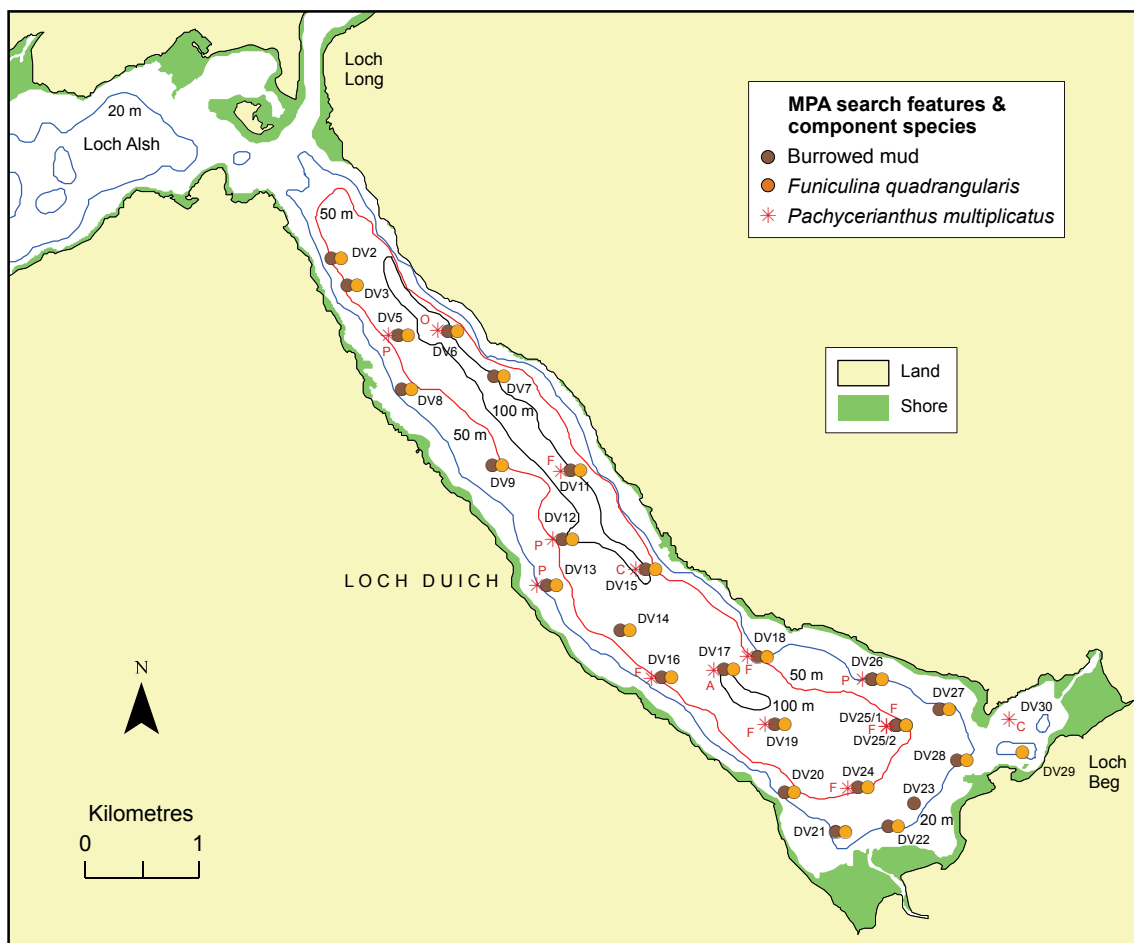 Loch
Long
20 m
Loch Alsh
MPA search features &
component species
Burrowed mud
Funiculina quadrangularis
Pachycerianthus multiplicatus
50 m
DV2
DV3
DV5
P
O
DV6
DV7
Land
Shore
DV8
100 m
50 m
DV9
F
DV11
DV12
P
P
DV13
C
DV15
LOCH DUICH
DV14
DV18
F
DV17
A
F
DV16
50 m
DV26
P
DV27
DV30
C
100 m
F
DV19
DV25/1
F
F
DV25/2
DV28
DV29
Loch
Beg
N
DV24
F
DV20
DV23
20 m
DV21
DV22
Kilometres
0
1